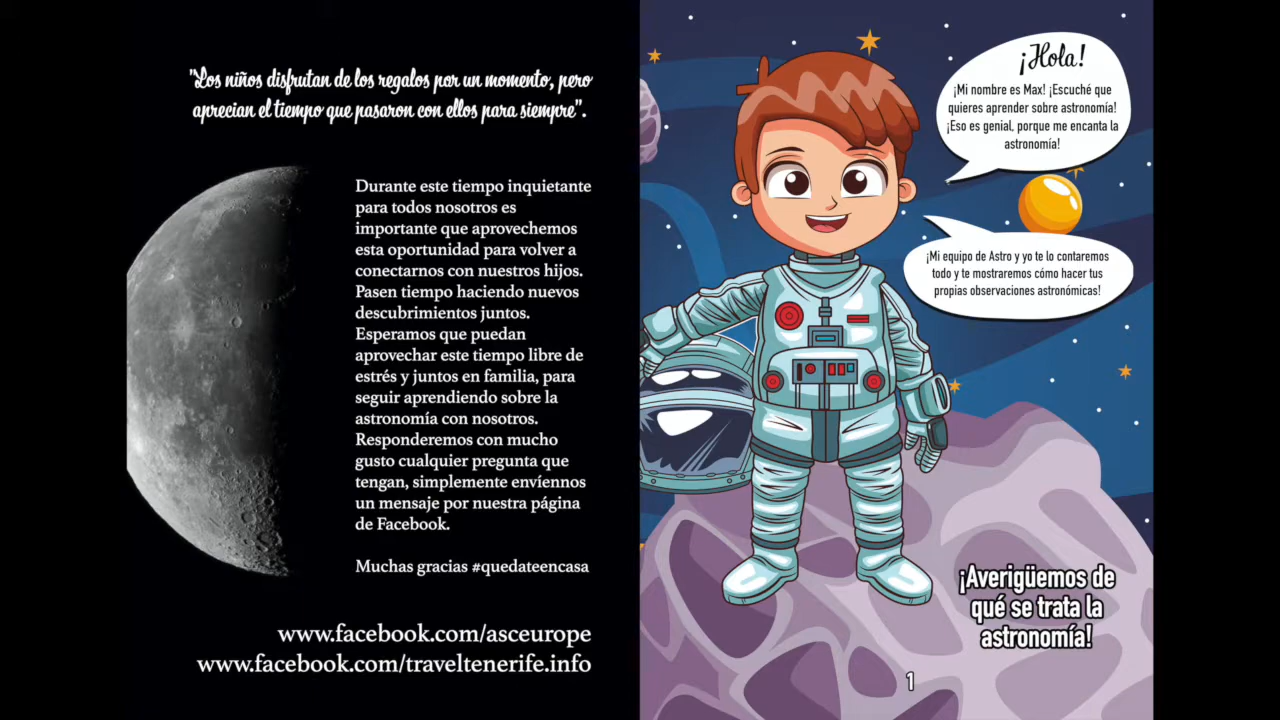 "Los niños disfrutan de los regalos por un momento, pero
aprecian el tiempo que pasaron con ellos para siempre".
Durante este tiempo inquietante
para todos nosotros es
importante que aprovechemos
esta oportunidad para volver a
conectarnos con nuestros hijos.
Pasen tiempo haciendo nuevos
descubrimientos juntos.
Esperamos que puedan
aprovechar este tiempo libre de
estrés y juntos en familia, para
seguir aprendiendo sobre la
astronomía con nosotros.
Responderemos con mucho
gusto cualquier pregunta que
tengan, simplemente envíennos
un mensaje por nuestra página
de Facebook.
Muchas gracias #quedateencasa
www.facebook.com/asceurope
www.facebook.com/traveltenerife.info
¡Hola!
¡Mi nombre es Max! ¡Escuché que
quieres aprender sobre astronomía!
¡Eso es genial, porque me encanta la
astronomía!
¡Mi equipo de Astro y yo te lo contaremos
todo y te mostraremos cómo hacer tus
propias observaciones astronómicas!
¡Averigüemos de
qué se trata la
astronomía!
1